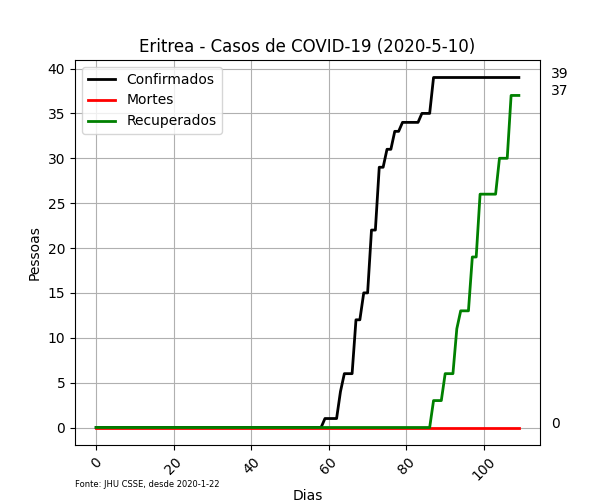 Eritrea - Casos de COVID-19 (2020-5-10)
Confirmados
Mortes
Recuperados
39
37
0
40
35
30
25
20
15
10
5
0
Pessoas
0
20
40
60
80
100
Fonte: JHU CSSE, desde 2020-1-22
Dias